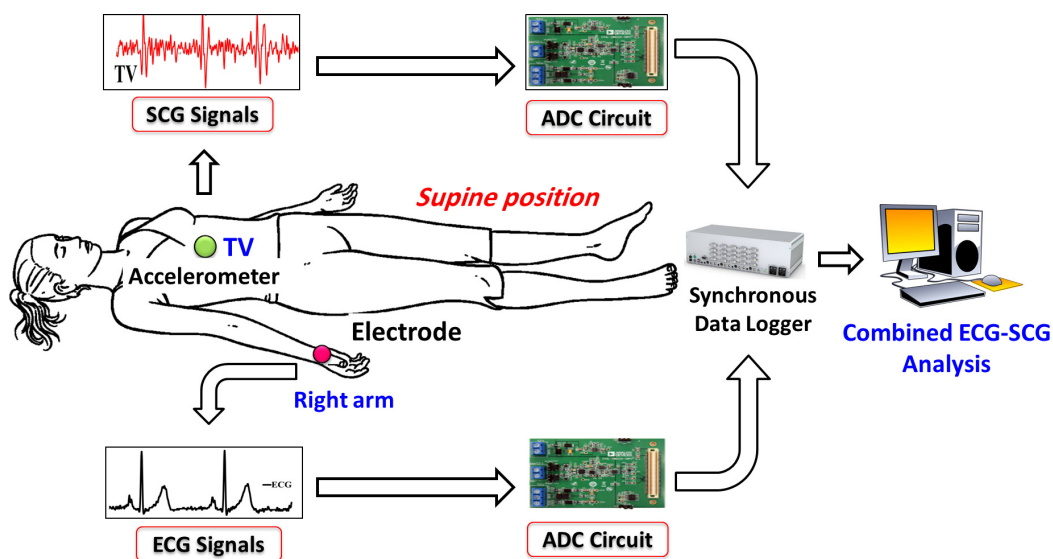 TV
SCG Signals
ADC Circuit
Supine position
TV
Accelerometer
Electrode
Right arm
Synchronous
Data Logger
Combined ECG-SCG
Analysis
—ECG
ECG Signals
ADC Circuit